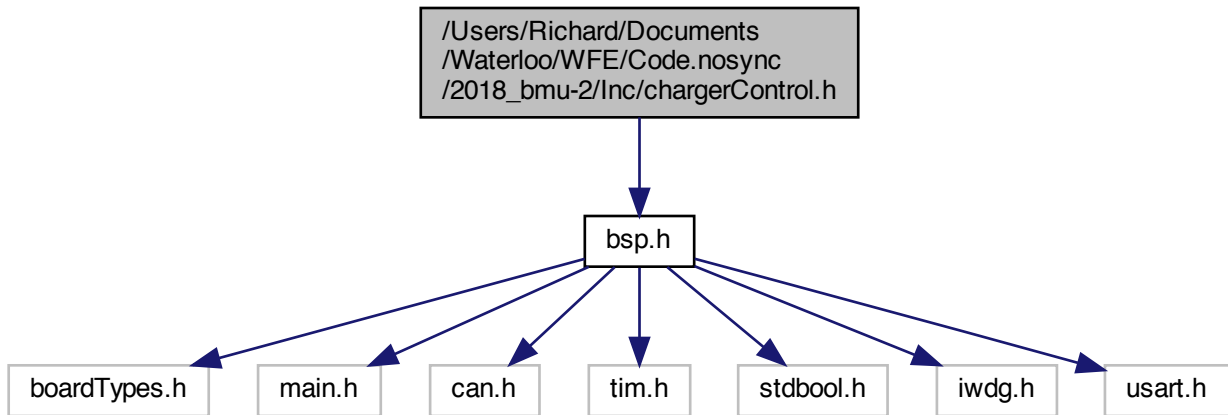 /Users/Richard/Documents
/Waterloo/WFE/Code.nosync
/2018_bmu-2/Inc/chargerControl.h
bsp.h
boardTypes.h
main.h
can.h
tim.h
stdbool.h
iwdg.h
usart.h